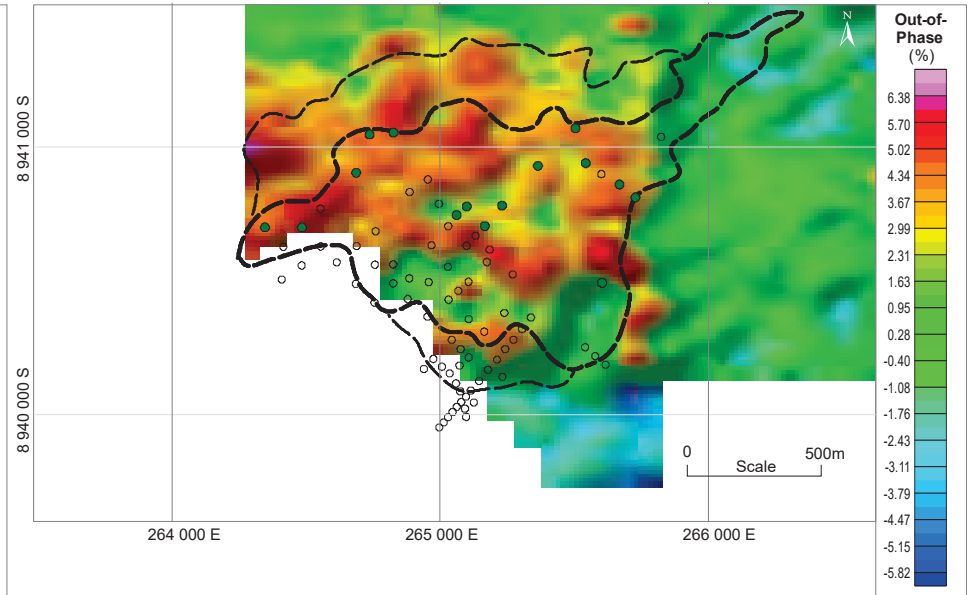 Out-of-
Phase
(%)
N
6.38
5.70
5.02
4.34
3.67
2.99
2.31
1.63
0.95
0.28
-0.40
-1.08
-1.76
-2.43
-3.11
-3.79
-4.47
-5.15
-5.82
8 941 000 S
8 940 000 S
0 500m
Scale
264 000 E 265 000 E 266 000 E